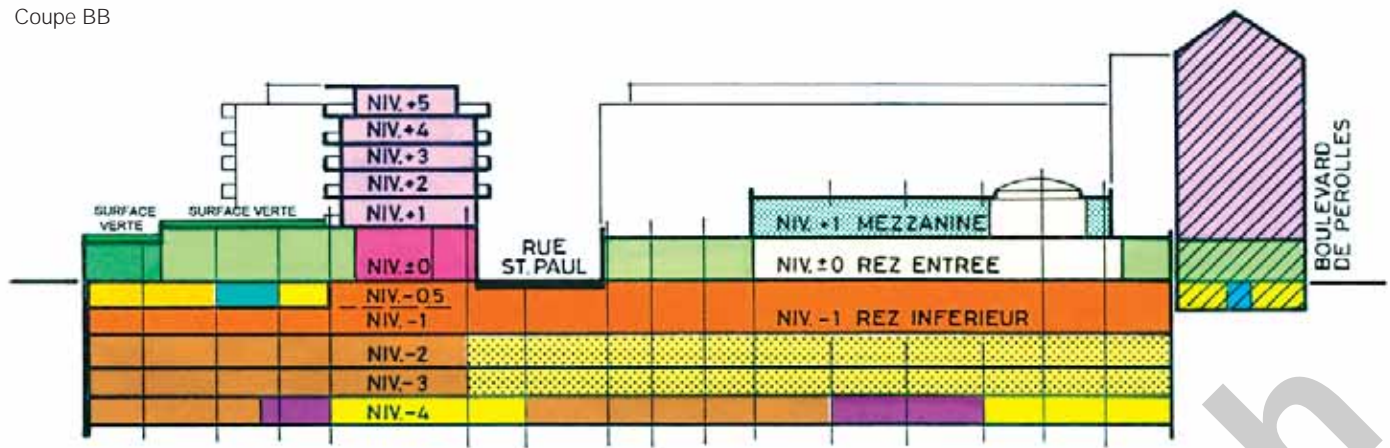 Coupe BB
NIV.+5
NIV.+4
NIV.+3
NIV.+2
NIV.+1
SURFACE
VERTE
SURFACE VERTE
RUE
ST. PAUL
NIV.±0
NIV.-0,5
NIV.-1
NIV.-2
NIV.-3
NIV.-4
NIV. +1 MEZZANINE
NIV. ±0 REZ ENTREE
NIV. -1 REZ INFERIEUR
BOULEVARD
DE PEROLLES
h